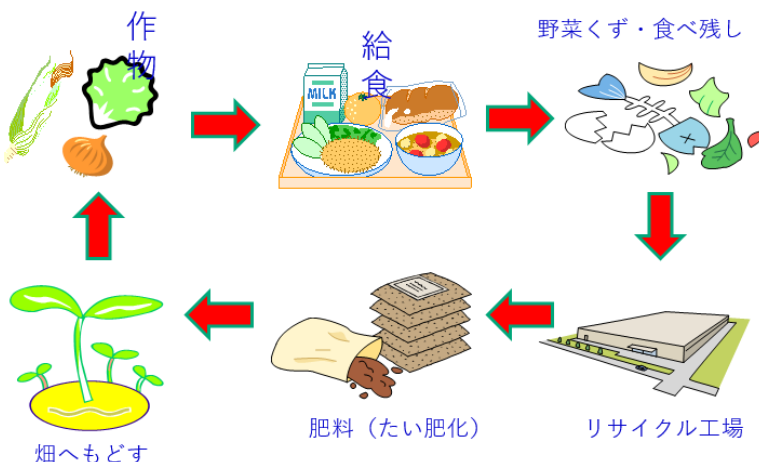 作物
給食
野菜くず・食べ残し
MILK
畑へもどす
肥料（たい肥化）
リサイクル工場